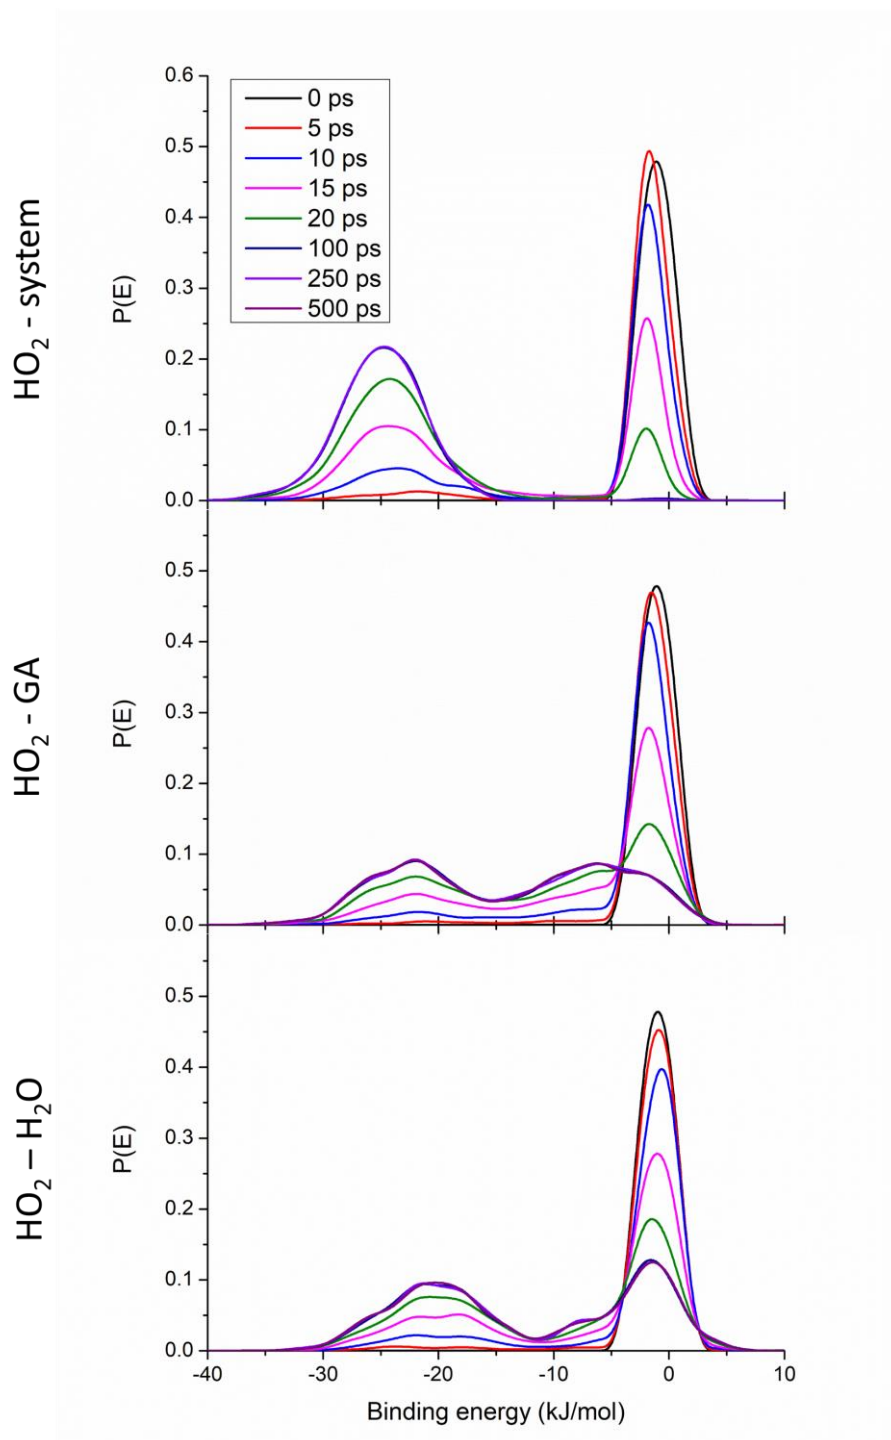 HO2 - system
P(E)
0.6
0.5
0.4
0.3
0.2
0.1
0.0
0 ps
5 ps
10 ps
15 ps
20 ps
100 ps
250 ps
500 ps
HO2 - GA
P(E)
0.5
0.4
0.3
0.2
0.1
0.0
HO2 – H2O
P(E)
0.5
0.4
0.3
0.2
0.1
0.0
-40 -30 -20 -10 0 10
Binding energy (kJ/mol)